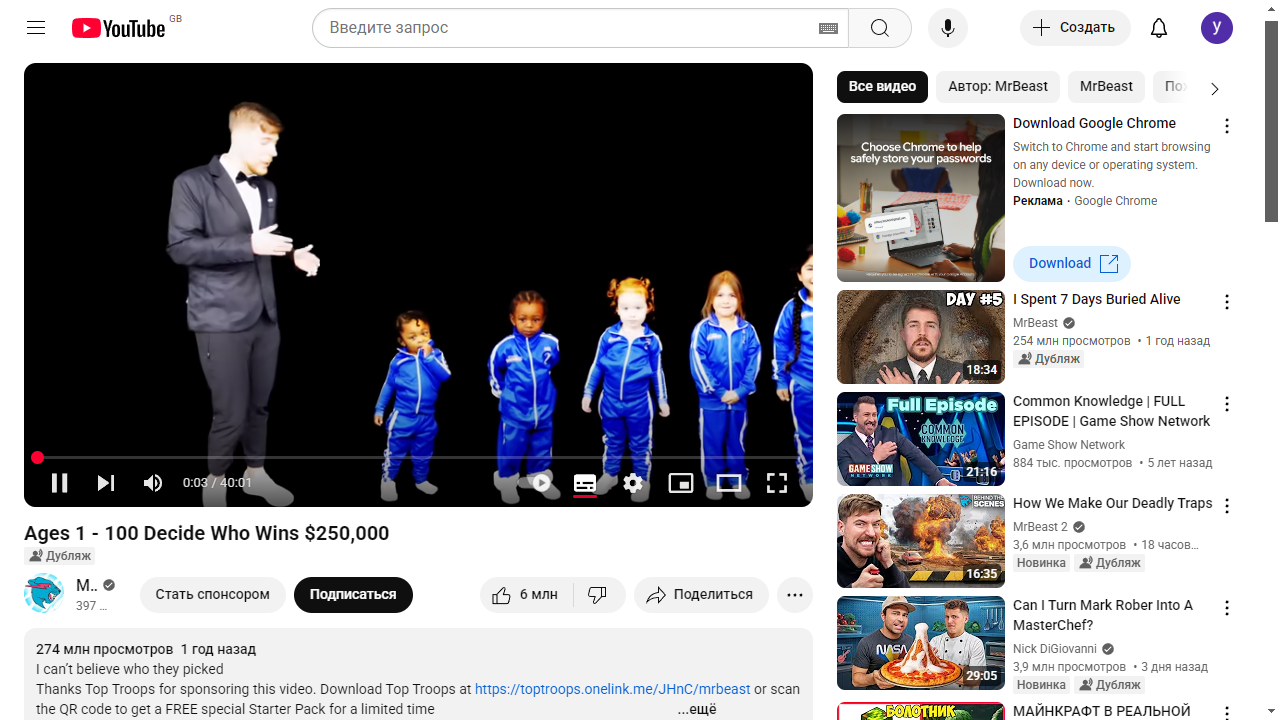 YouTube GB
Введите запрос
Создать
y
0:03 / 40:01
Ages 1 - 100 Decide Who Wins $250,000
Дубляж
M..
397 ...
Стать спонсором
Подписаться
6 млн
Поделиться
274 млн просмотров 1 год назад
I can’t believe who they picked
Thanks Top Troops for sponsoring this video. Download Top Troops at https://toptroops.onelink.me/JHnC/mrbeast or scan
the QR code to get a FREE special Starter Pack for a limited time ...ещё
Все видео
Автор: MrBeast
MrBeast
Choose Chrome to help
safely store your passwords
Download Google Chrome
Switch to Chrome and start browsing
on any device or operating system.
Download now.
Реклама · Google Chrome
Download
DAY #5
18:34
I Spent 7 Days Buried Alive
MrBeast
254 млн просмотров • 1 год назад
Дубляж
Full Episode
COMMON
KNOWLEDGE
GAME SHOW
NETWORK
21:16
Common Knowledge | FULL
EPISODE | Game Show Network
Game Show Network
884 тыс. просмотров • 5 лет назад
BEHIND THE
SCENES
16:35
How We Make Our Deadly Traps
MrBeast 2
3,6 млн просмотров • 18 часов...
Новинка
Дубляж
NASA
29:05
Can I Turn Mark Rober Into A
MasterChef?
Nick DiGiovanni
3,9 млн просмотров • 3 дня назад
Новинка
Дубляж
БОЛОТНИК
МАЙНКРАФТ В РЕАЛЬНОЙ